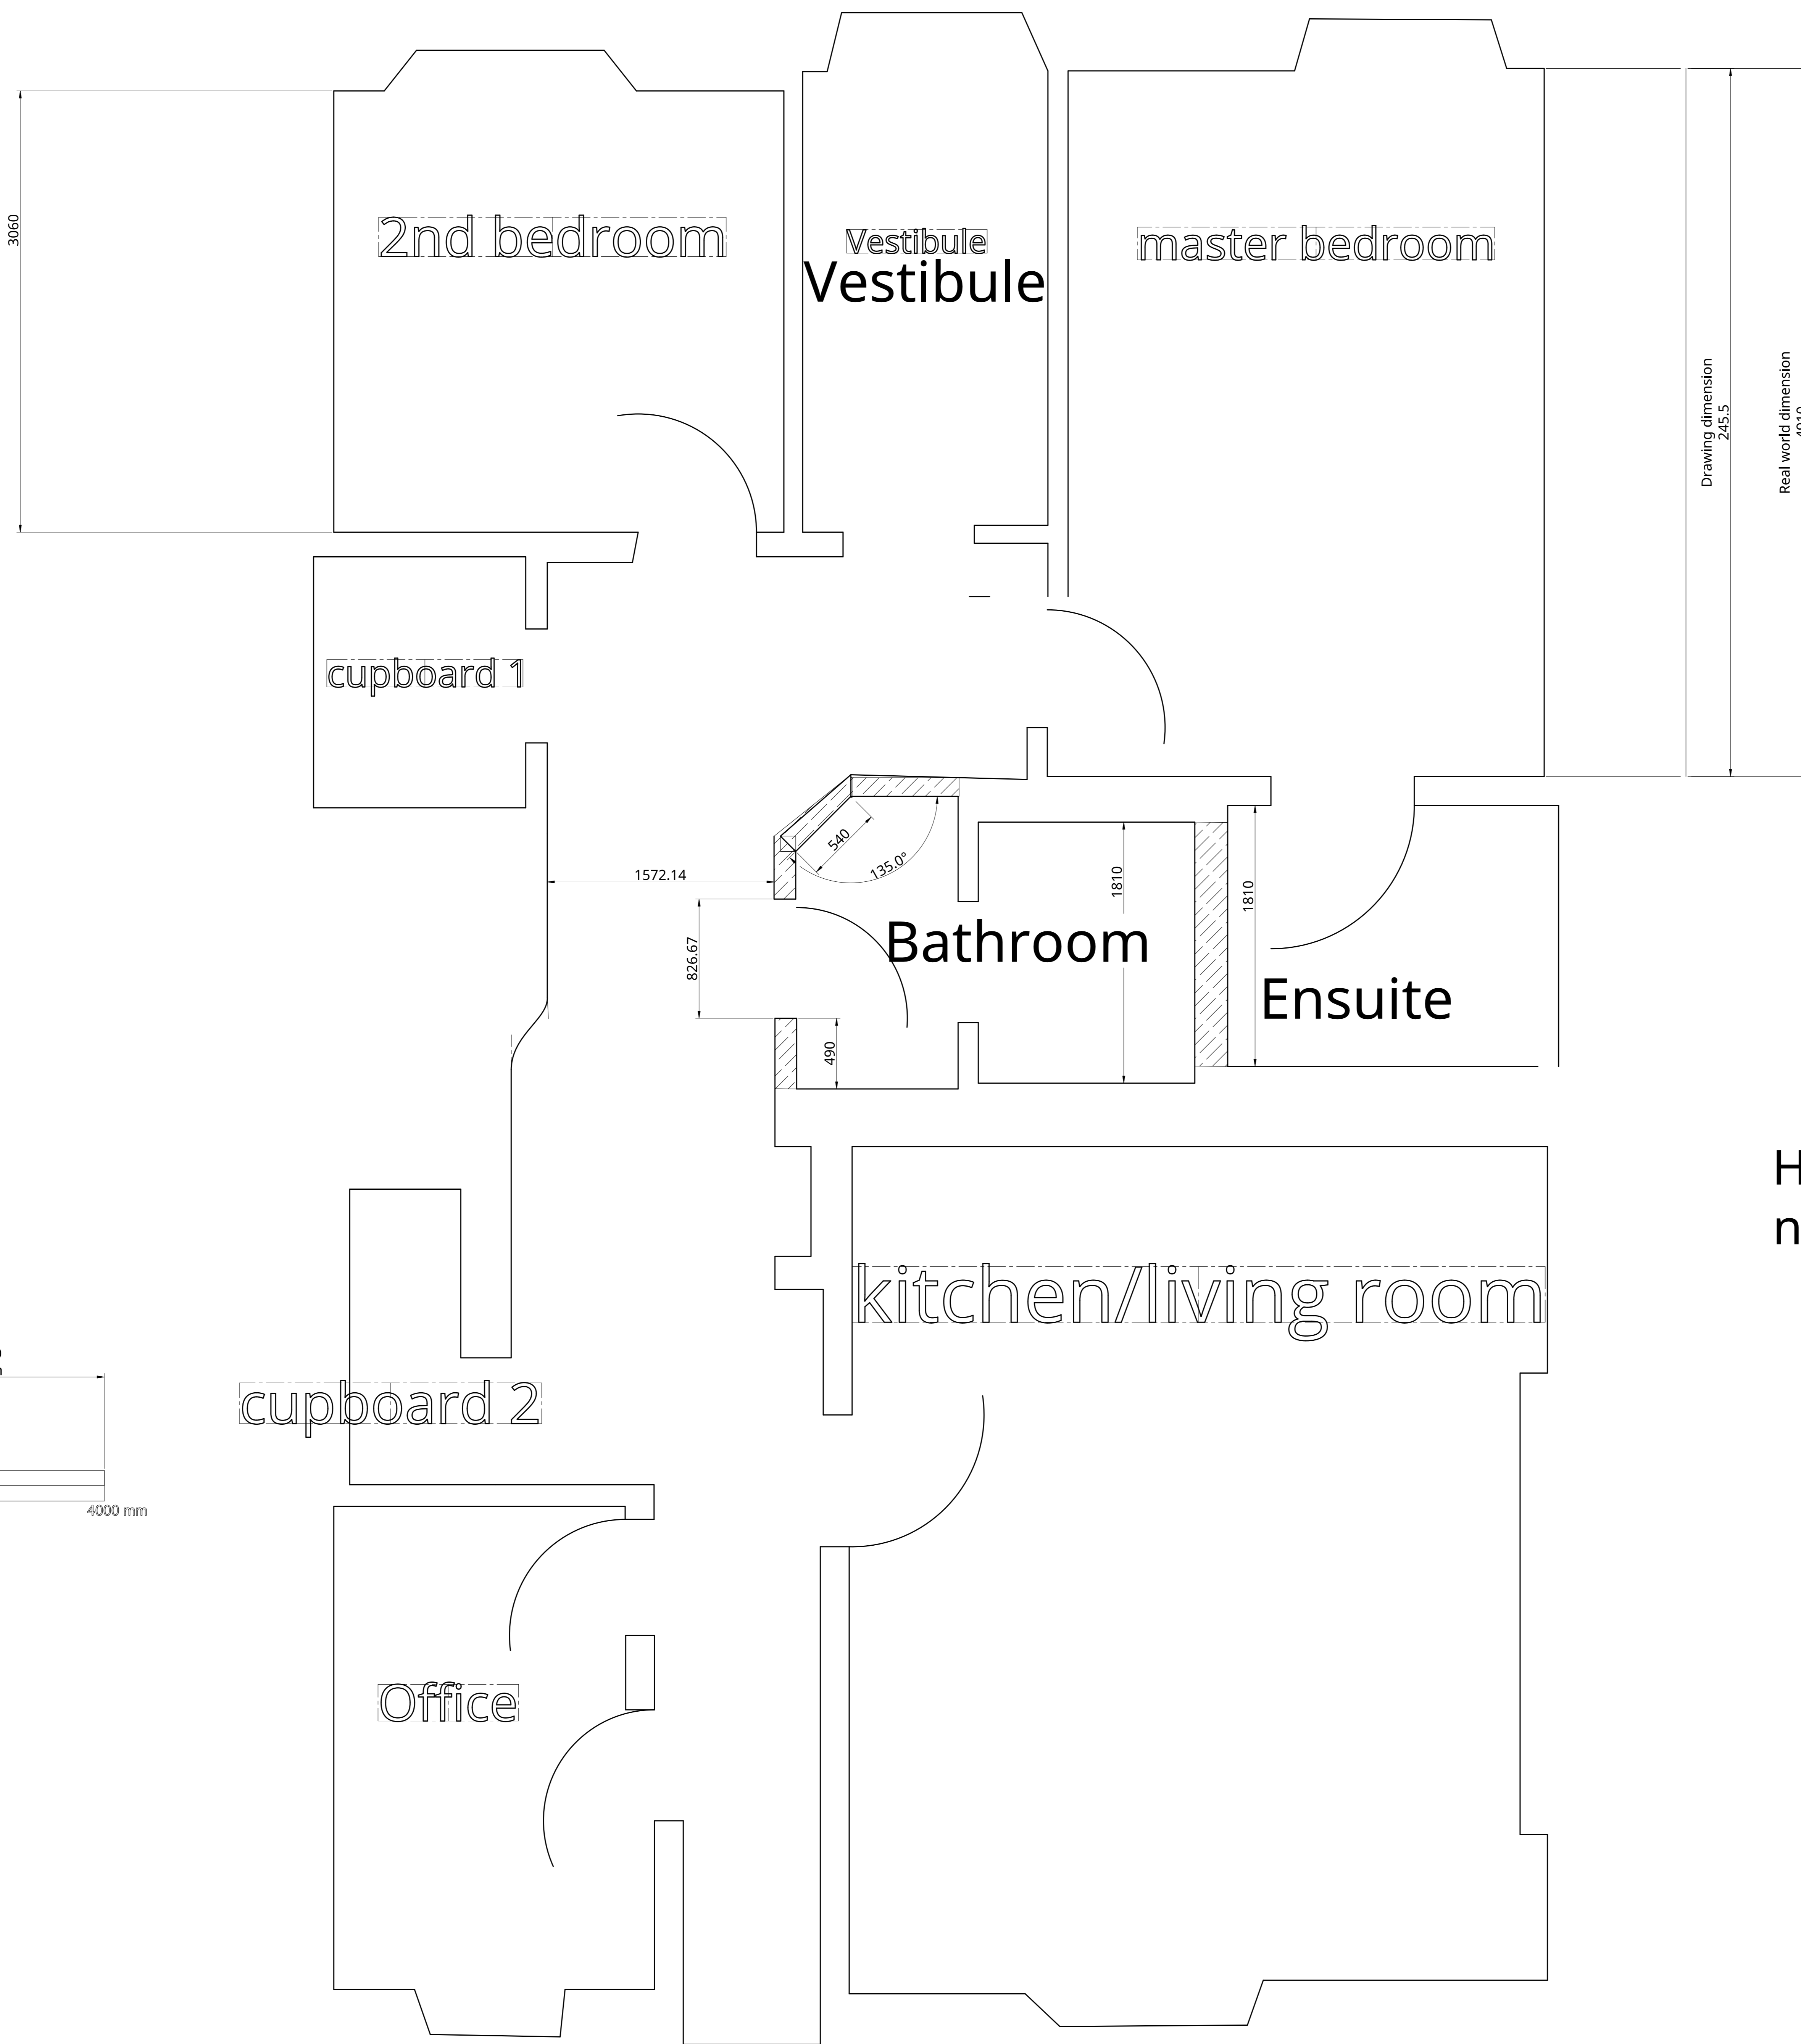 3060
2nd bedroom
Vestibule
Vestibule
master bedroom
Drawing dimension
245.5
Real world dimension
cupboard 1
540
135.0°
1572.14
826.67
490
1810
1810
Bathroom
Ensuite
H
n
kitchen/living room
cupboard 2
4000 mm
Office